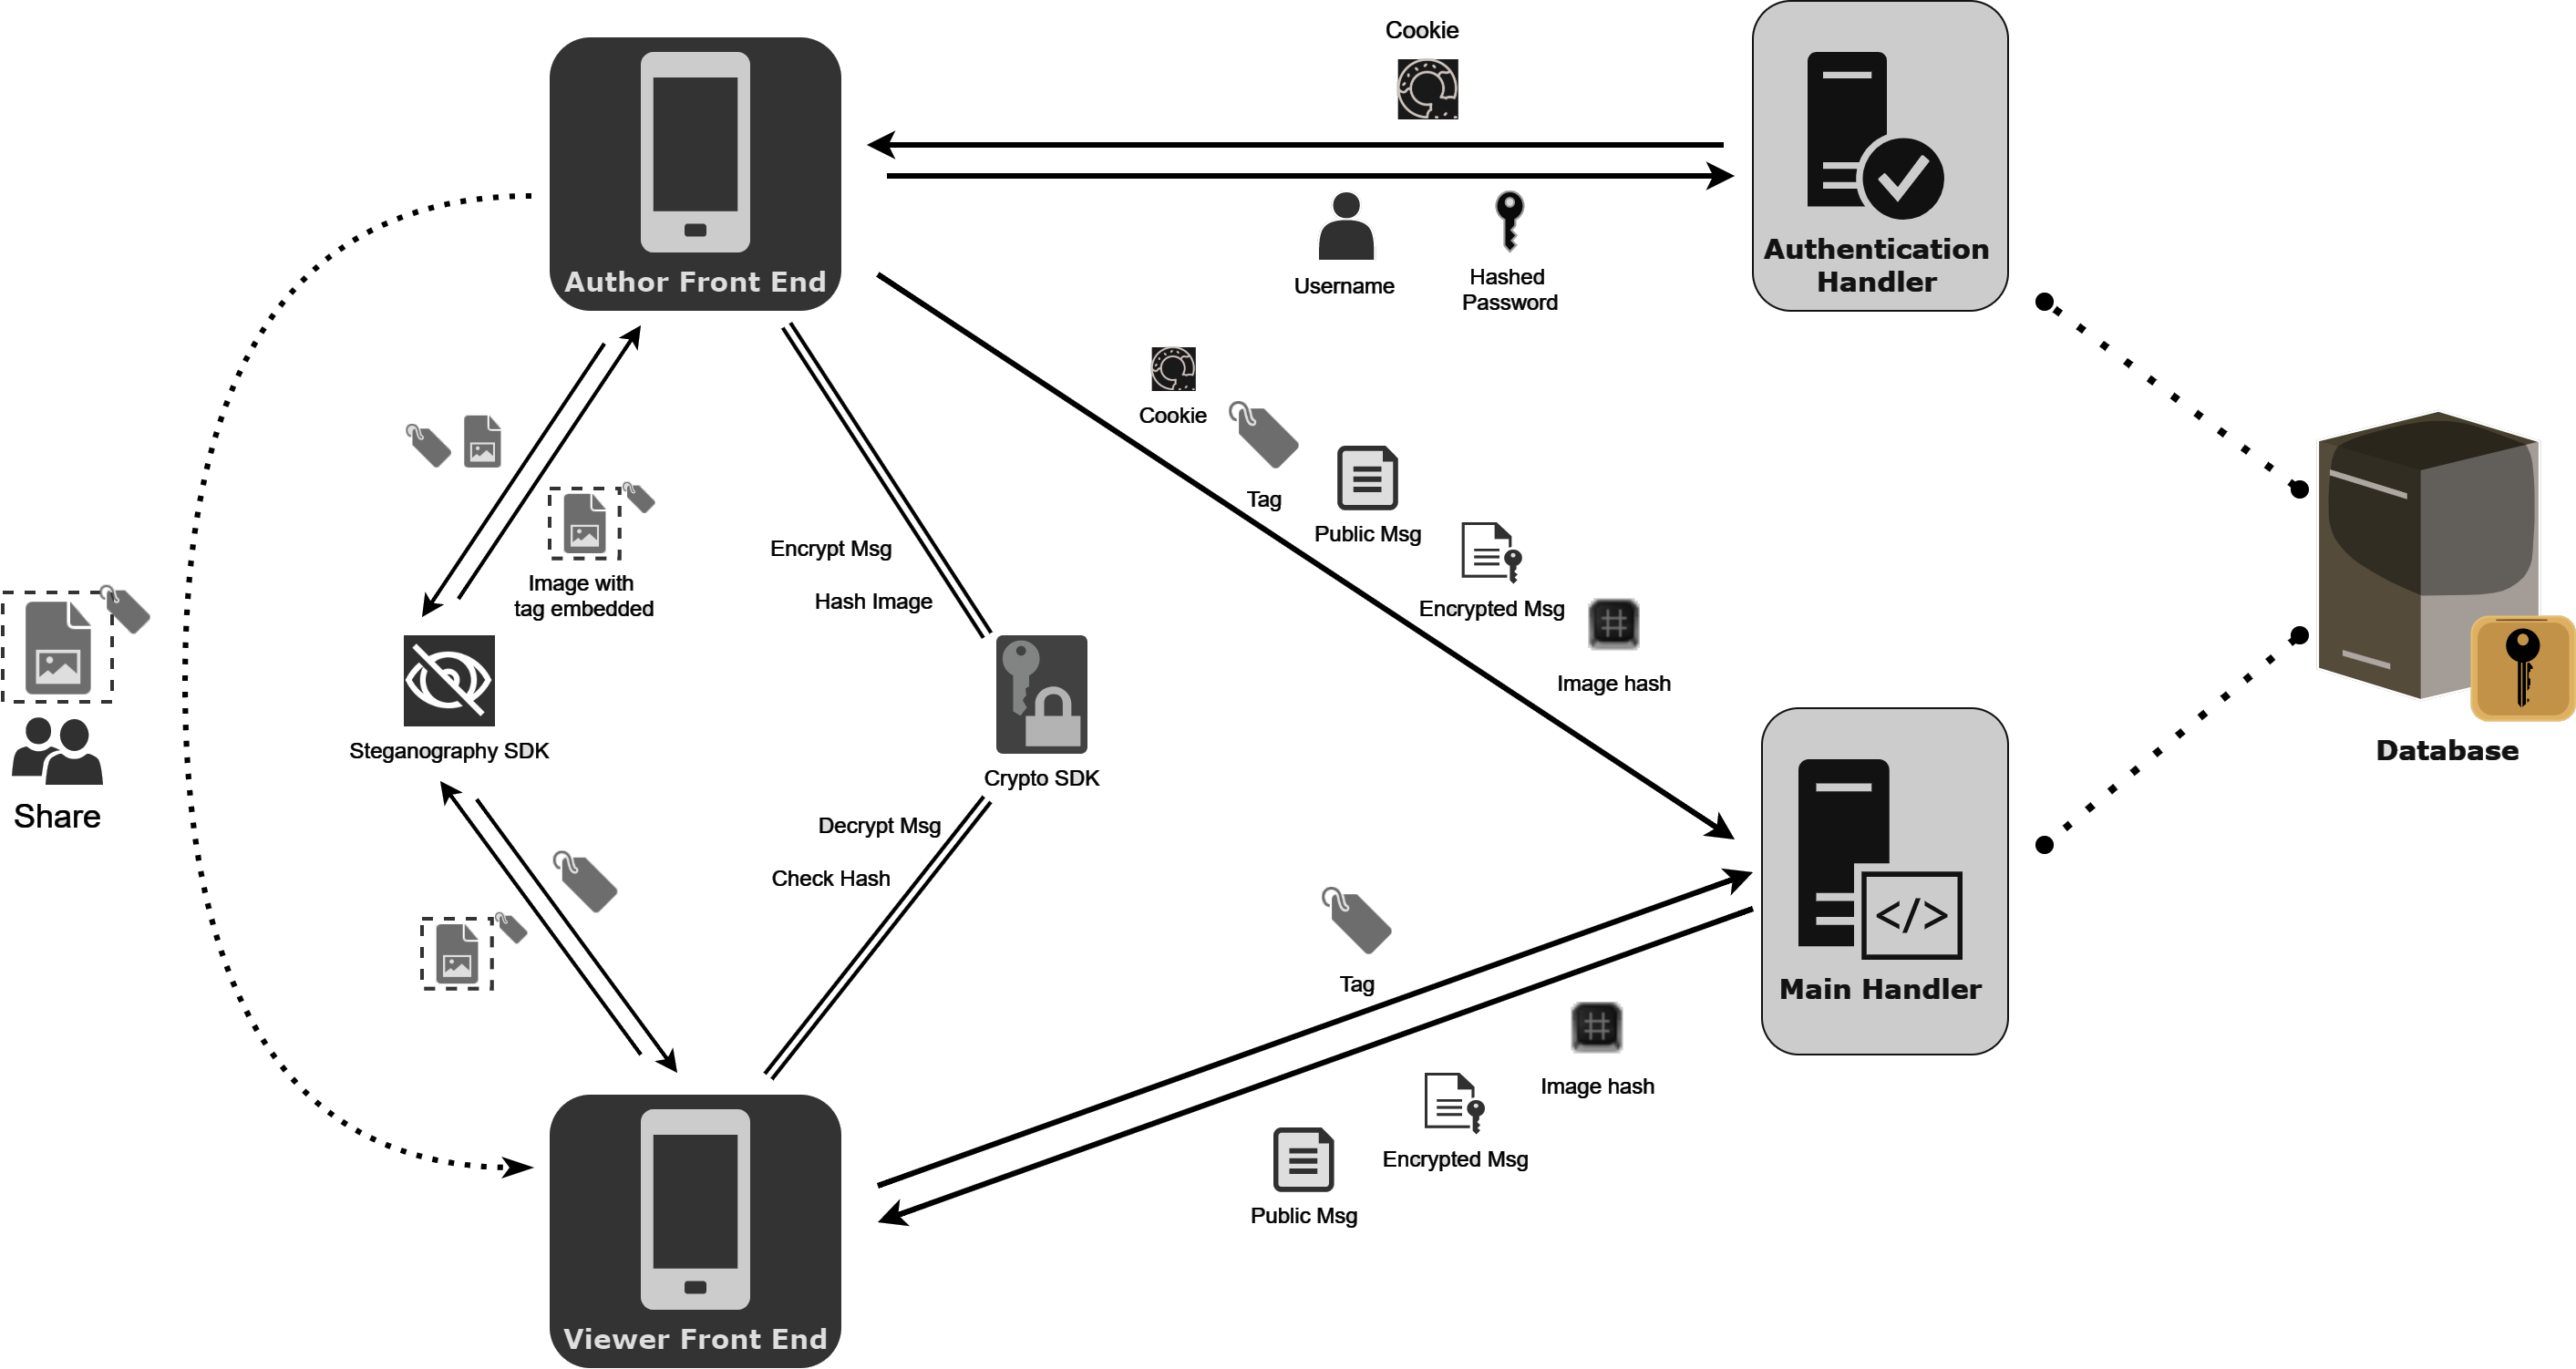 Cookie
Author Front End
Authentication
Handler
Username
Hashed
Password
Cookie
Tag
Public Msg
Encrypted Msg
Image hash
Encrypt Msg
Hash Image
Image with
tag embedded
Steganography SDK
Crypto SDK
Share
Database
Decrypt Msg
Check Hash
</>
Main Handler
Tag
Image hash
Encrypted Msg
Public Msg
Viewer Front End